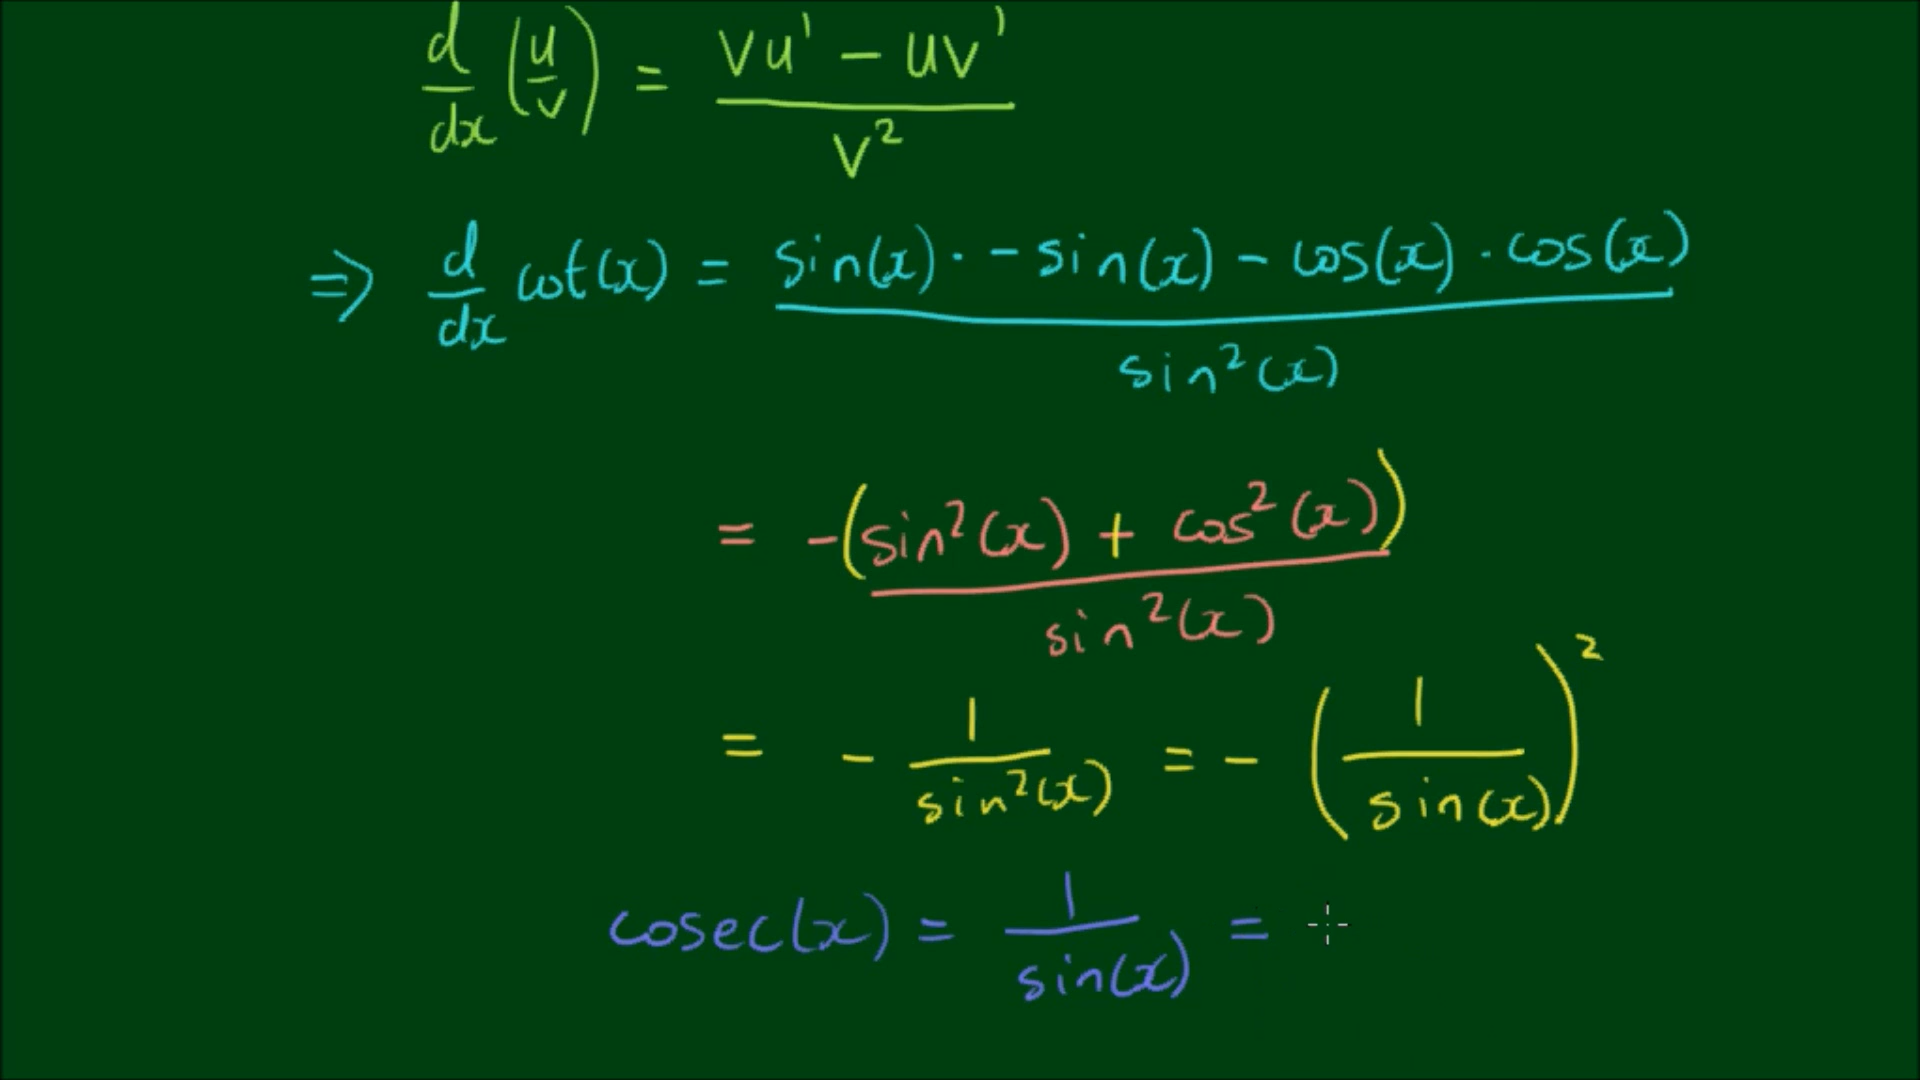 d/dx (u/v) = (vu' - uv')/v²
⇒ d/dx cot(x) = (sin(x) · - sin(x) - cos(x) · cos(x))/sin²(x)
= -(sin²(x) + cos²(x))/sin²(x)
= - 1/sin²(x) = - (1/sin(x))²
cosec(x) = 1/sin(x) =